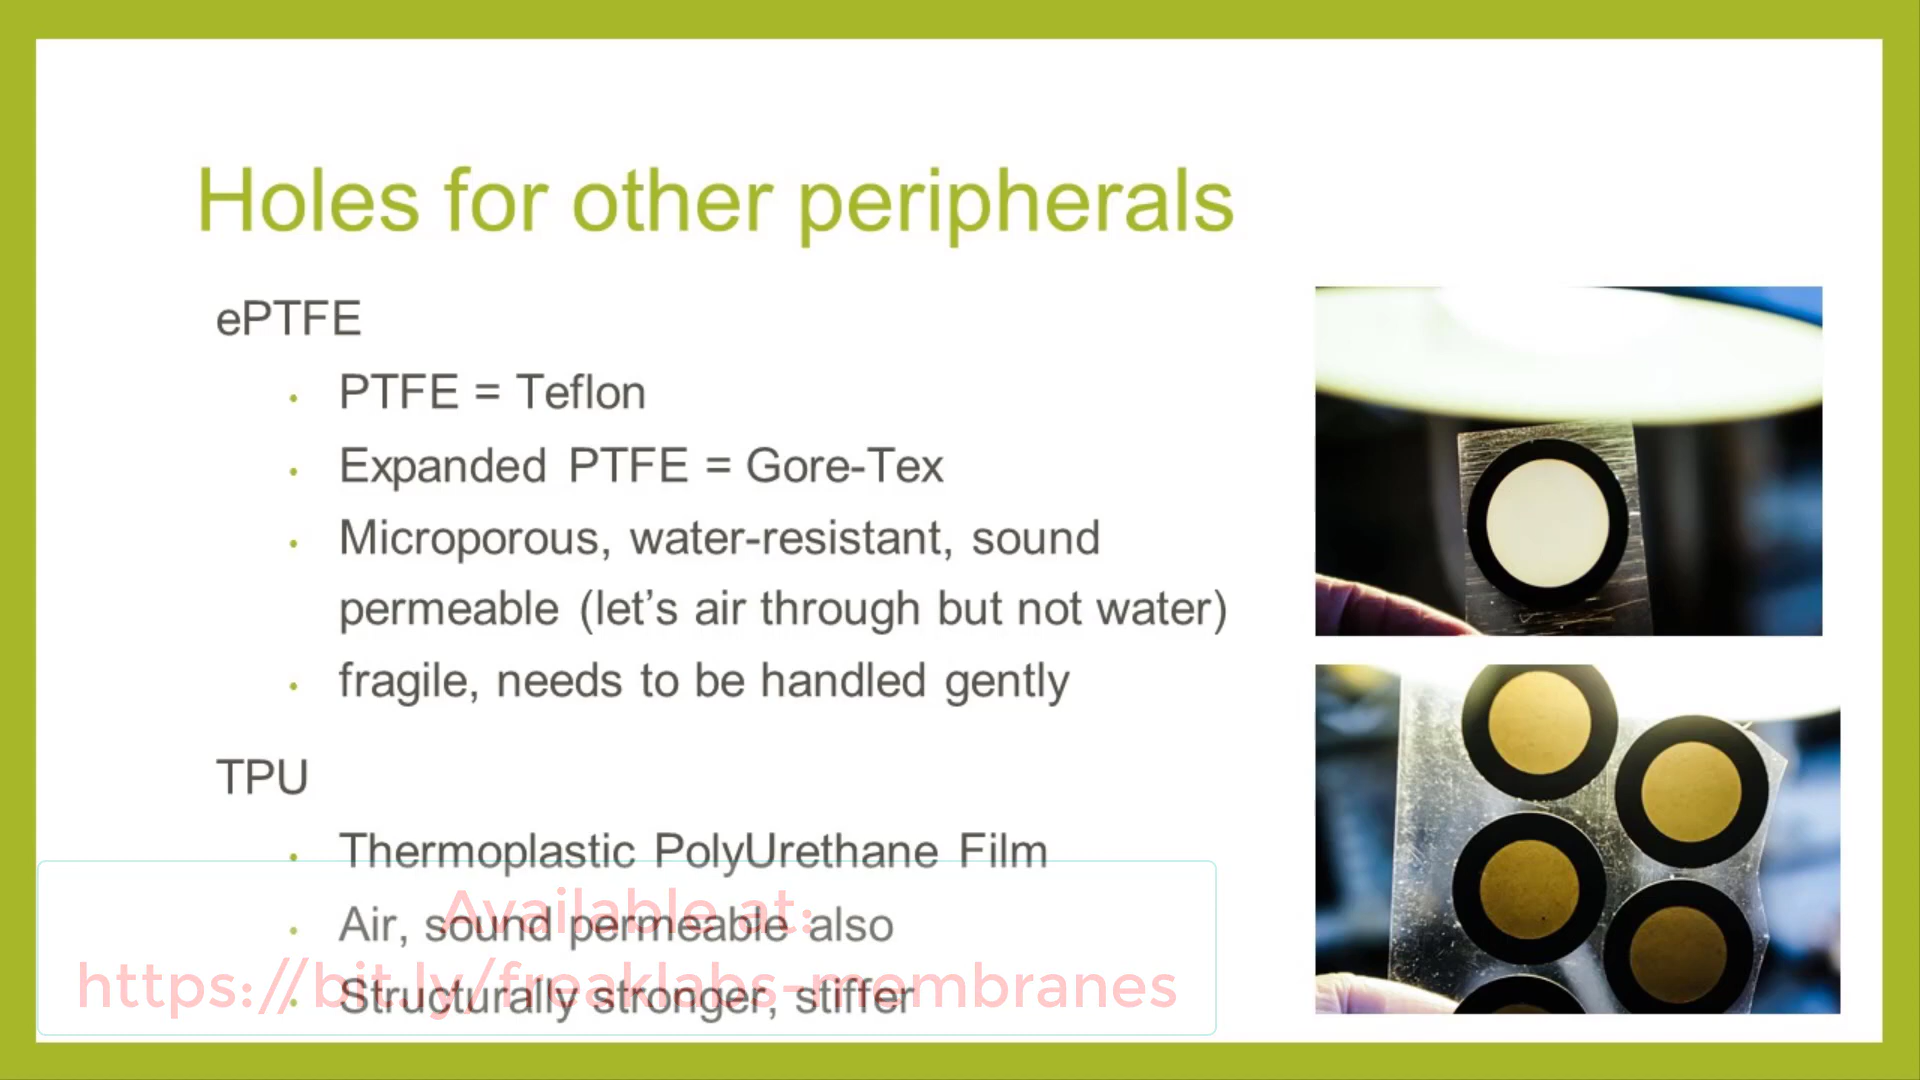 Holes for other peripherals
ePTFE
• PTFE = Teflon
• Expanded PTFE = Gore-Tex
• Microporous, water-resistant, sound
permeable (let’s air through but not water)
• fragile, needs to be handled gently
TPU
• Thermoplastic PolyUrethane Film
• Air, sound permeable also
• Structurally stronger, stiffer
Available at:
https://bit.ly/freaklabs-membranes